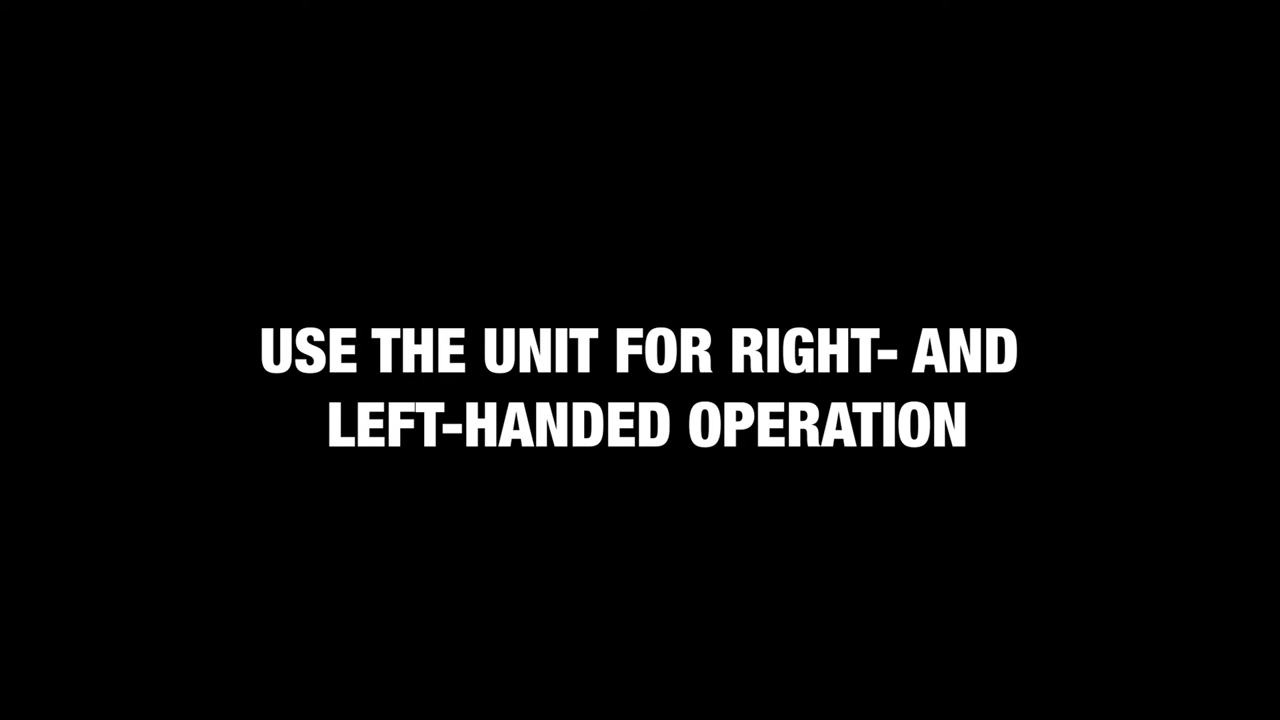 USE THE UNIT FOR RIGHT- AND
LEFT-HANDED OPERATION